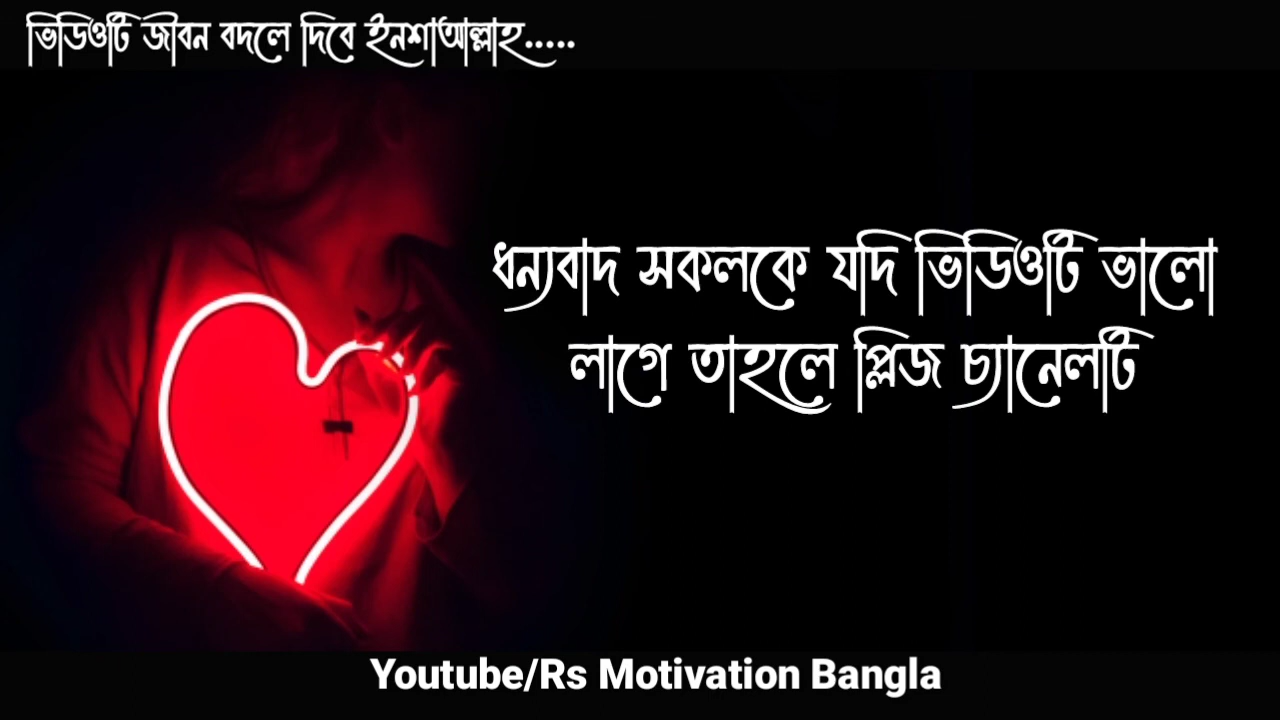 ভিডিওটি জীবন বদলে দিবে ইনশাআল্লাহ.....
ধন্যবাদ সকলকে যদি ভিডিওটি ভালো
লাগে তাহলে প্লিজ চ্যানেলটি
Youtube/Rs Motivation Bangla